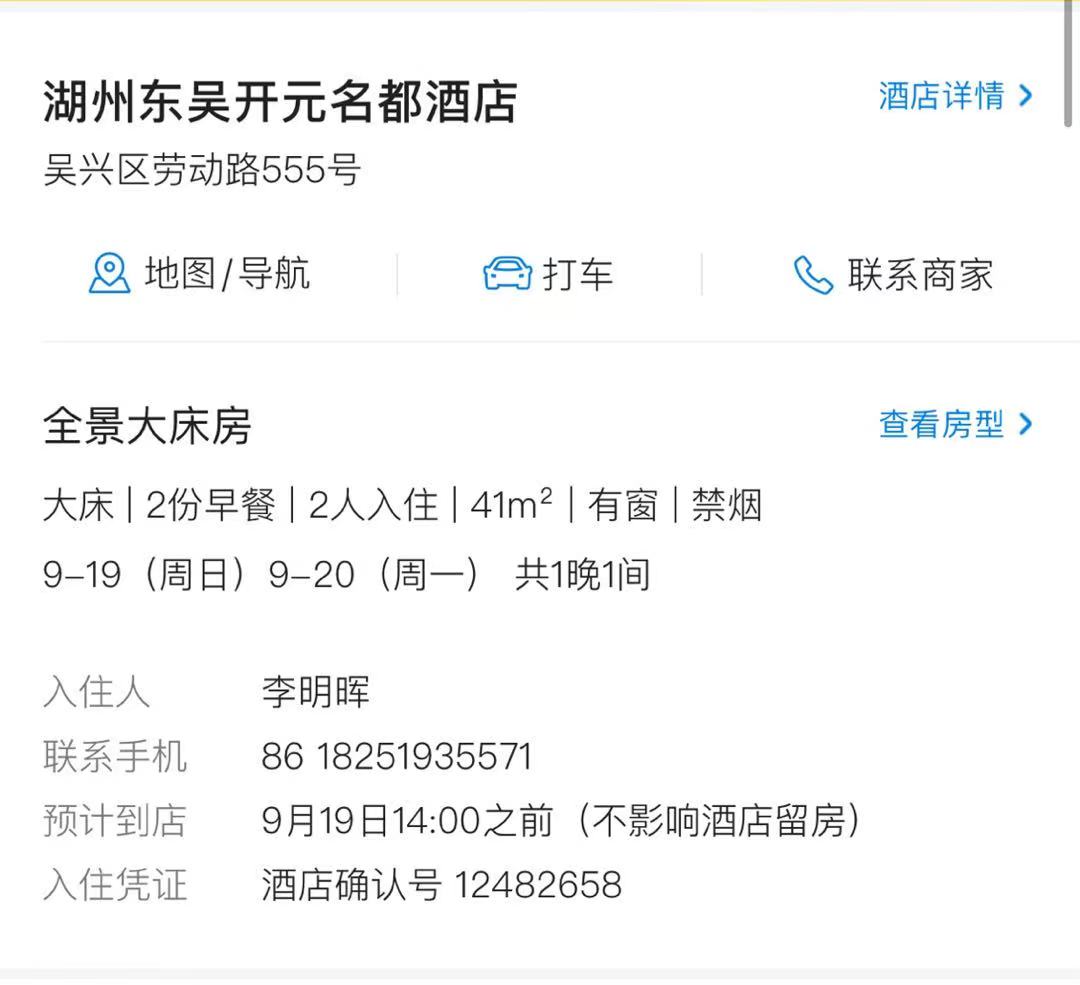 湖州东吴开元名都酒店
酒店详情
吴兴区劳动路555号
地图/导航
打车
联系商家
全景大床房
查看房型
大床 | 2份早餐 | 2人入住 | 41m² | 有窗 | 禁烟
9–19（周日）9–20（周一） 共1晚1间
入住人 李明晖
联系手机 86 18251935571
预计到店 9月19日14:00之前（不影响酒店留房）
入住凭证 酒店确认号 12482658